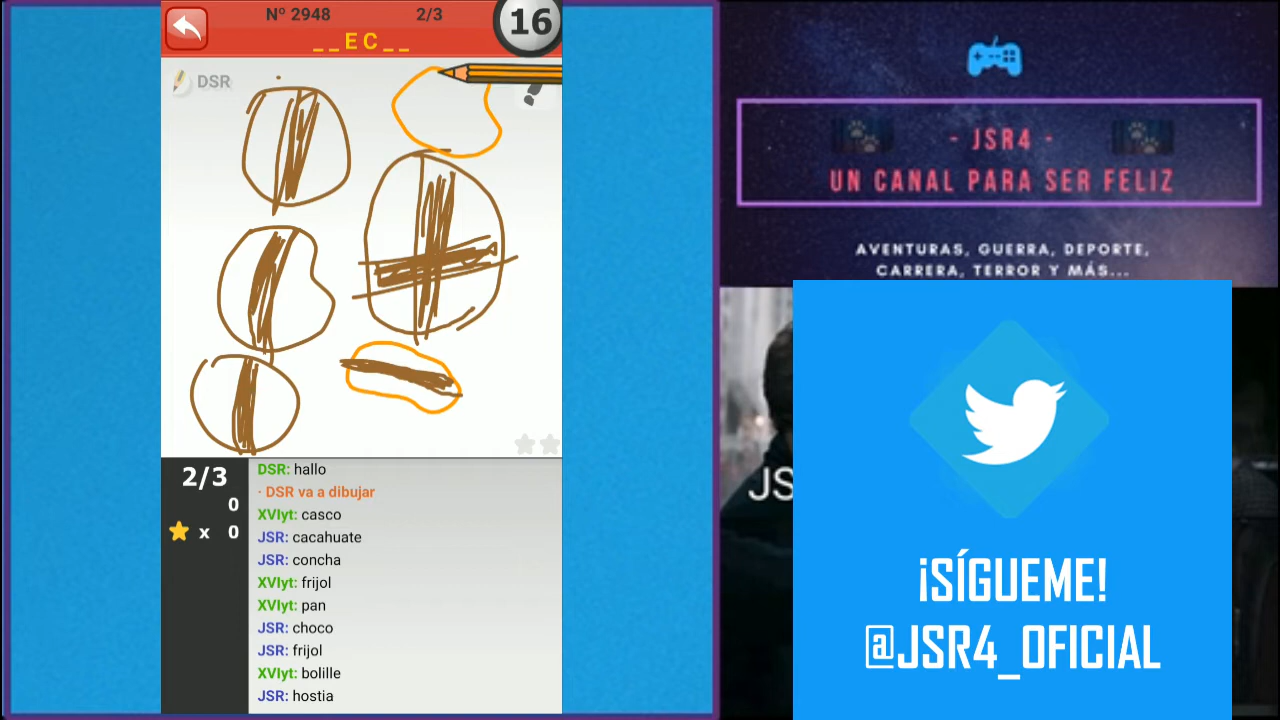 Nº 2948 2/3 16
_ _ E C _ _
DSR
2/3
0
x 0
DSR: hallo
· DSR va a dibujar
XVIyt: casco
JSR: cacahuate
JSR: concha
XVIyt: frijol
XVIyt: pan
JSR: choco
JSR: frijol
XVIyt: bolille
JSR: hostia
- JSR4 -
UN CANAL PARA SER FELIZ
AVENTURAS, GUERRA, DEPORTE,
CARRERA, TERROR Y MÁS...
JS
¡SÍGUEME!
@JSR4_OFICIAL